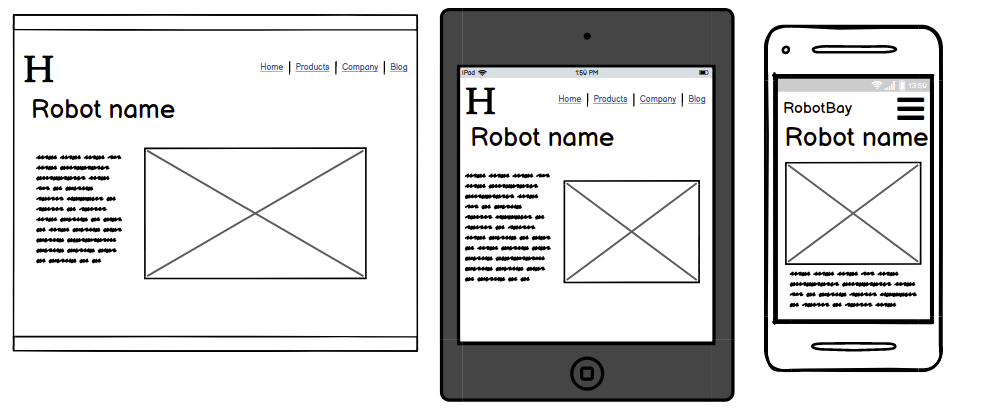 H
Home | Products | Company | Blog
Robot name
iPad 1:50 PM
H
Home | Products | Company | Blog
Robot name
13:50
RobotBay
Robot name